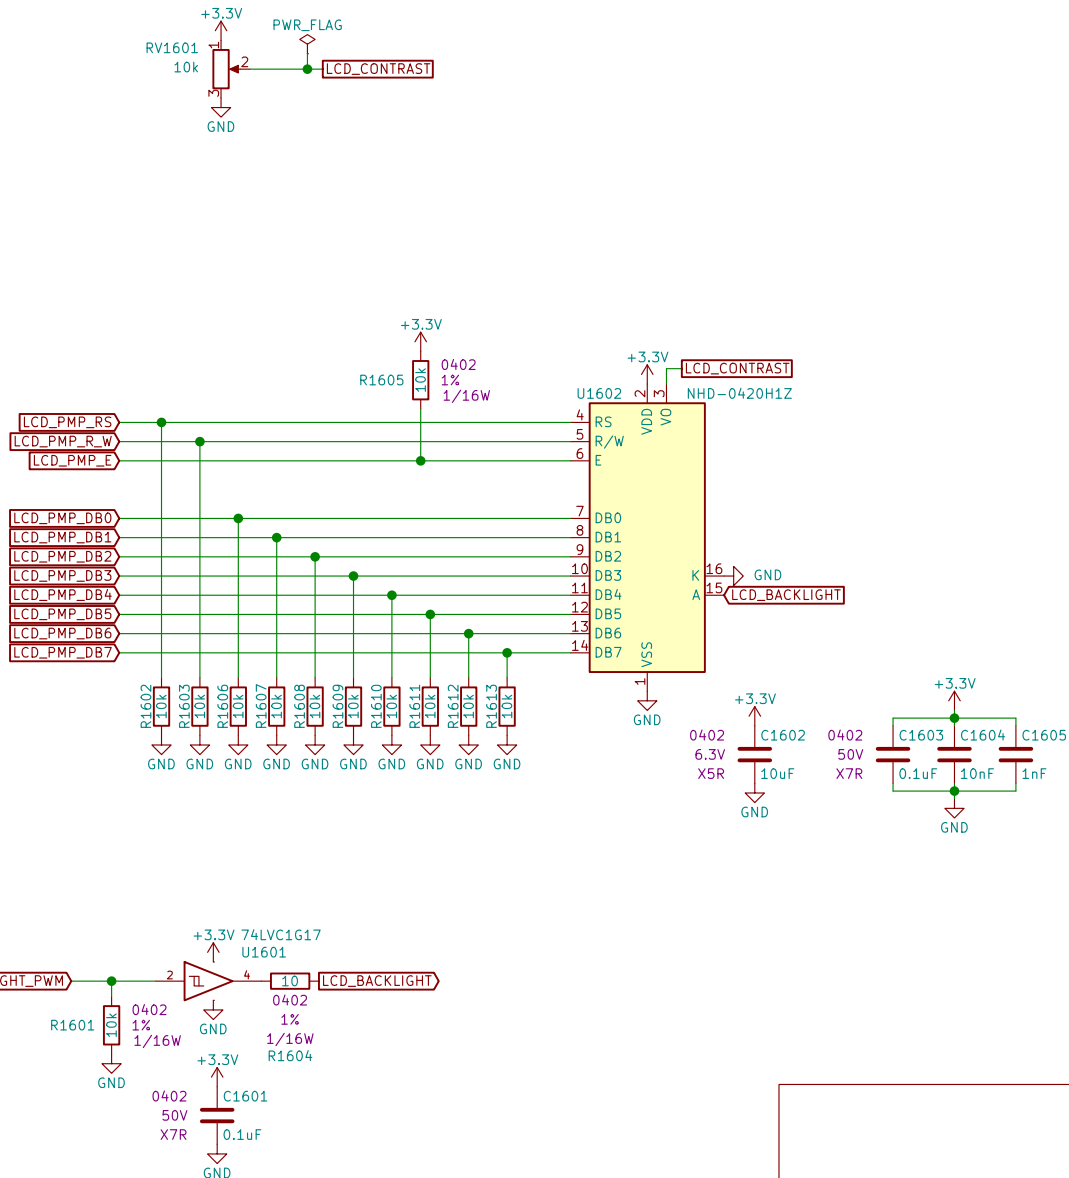 +3.3V
PWR_FLAG
RV1601
10k
1
2
3
LCD_CONTRAST
GND
+3.3V
R1605
10k
0402
1%
1/16W
+3.3V
LCD_CONTRAST
U1602
NHD-0420H1Z
2
3
VDD
VO
LCD_PMP_RS
4
RS
LCD_PMP_R_W
5
R/W
LCD_PMP_E
6
E
LCD_PMP_DB0
7
DB0
LCD_PMP_DB1
8
DB1
LCD_PMP_DB2
9
DB2
LCD_PMP_DB3
10
DB3
K
16
GND
LCD_PMP_DB4
11
DB4
A
15
LCD_BACKLIGHT
LCD_PMP_DB5
12
DB5
LCD_PMP_DB6
13
DB6
LCD_PMP_DB7
14
DB7
VSS
1
GND
R1602
10k
R1603
10k
R1606
10k
R1607
10k
R1608
10k
R1609
10k
R1610
10k
R1611
10k
R1612
10k
R1613
10k
GND
GND
GND
GND
GND
GND
GND
GND
GND
GND
+3.3V
0402
6.3V
X5R
C1602
10uF
GND
+3.3V
0402
50V
X7R
C1603
0.1uF
C1604
10nF
C1605
1nF
GND
+3.3V
74LVC1G17
U1601
GHT_PWM
2
4
10
LCD_BACKLIGHT
GND
0402
1%
1/16W
R1604
R1601
10k
0402
1%
1/16W
GND
+3.3V
0402
50V
X7R
C1601
0.1uF
GND